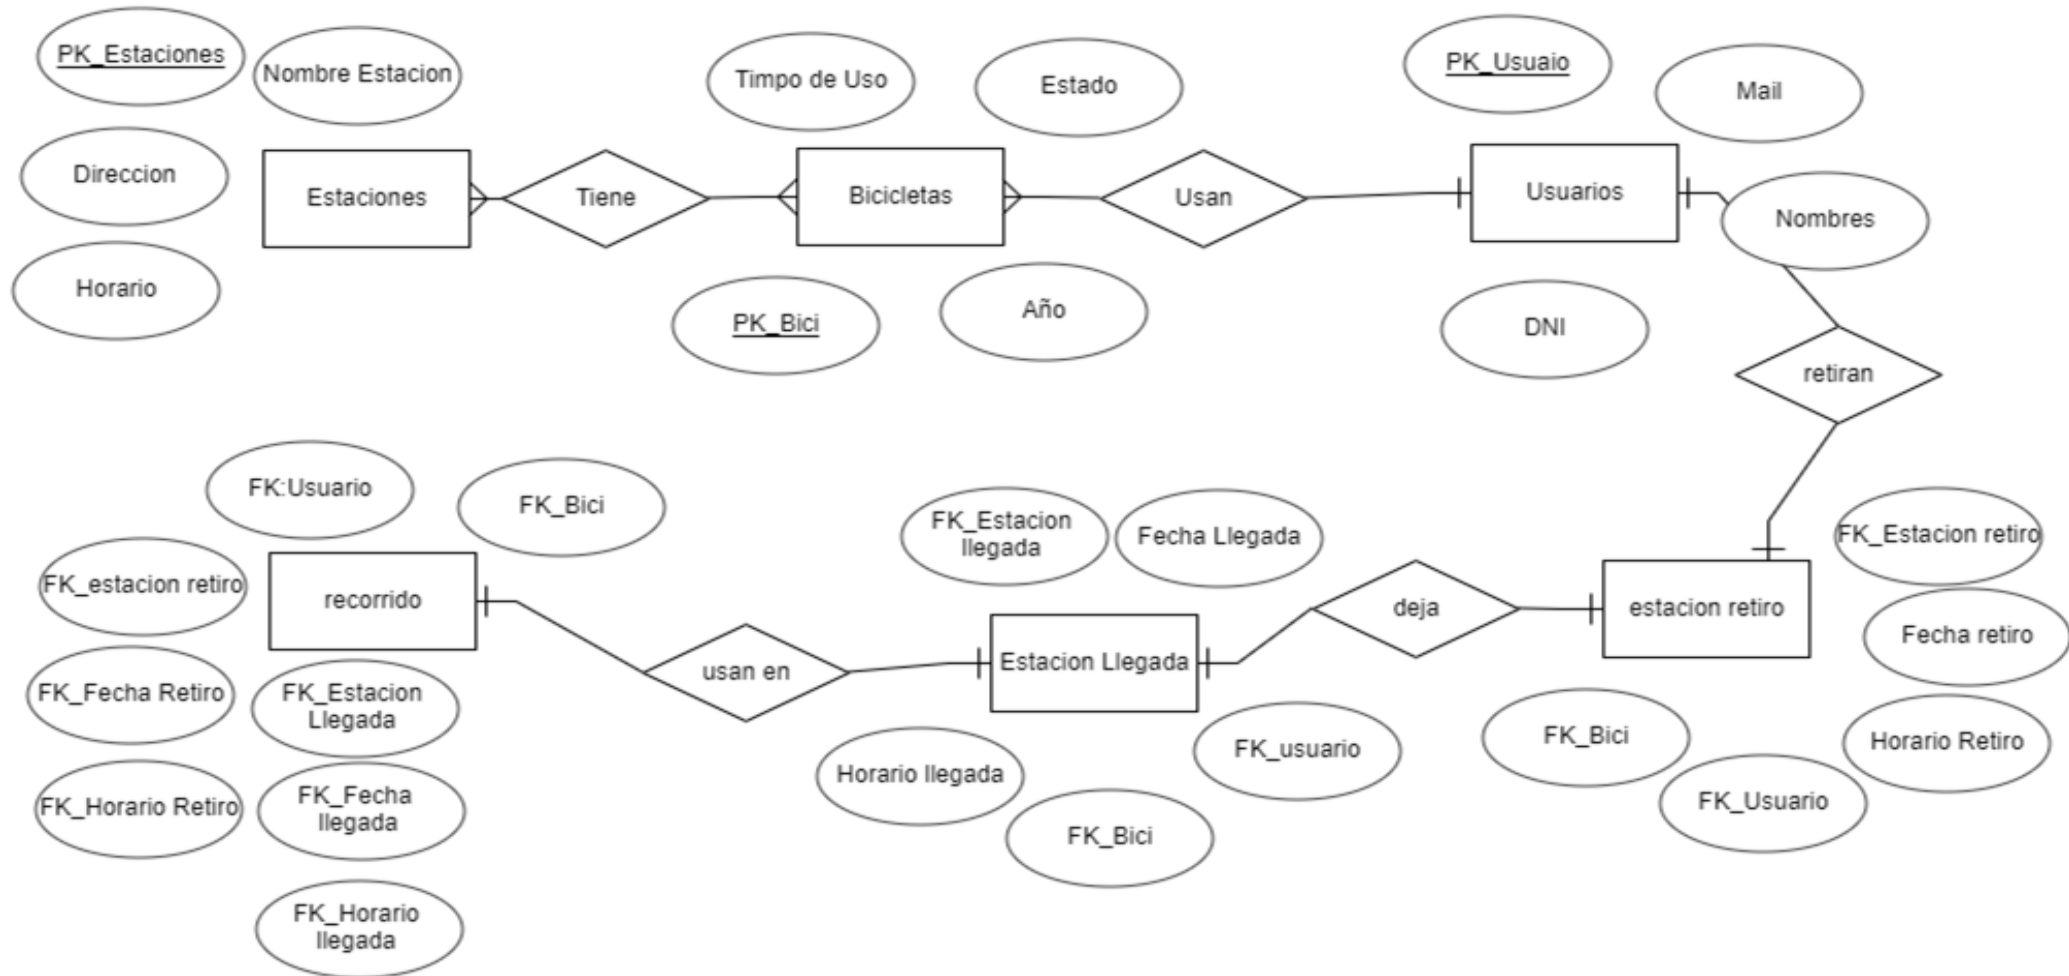 PK_Estaciones
Nombre Estacion
Timpo de Uso
Estado
PK_Usuaio
Mail
Direccion
Estaciones
Tiene
Bicicletas
Usan
Usuarios
Nombres
Horario
PK_Bici
Año
DNI
retiran
FK:Usuario
FK_Bici
FK_Estacion
llegada
Fecha Llegada
FK_Estacion retiro
FK_estacion retiro
recorrido
deja
estacion retiro
Fecha retiro
usan en
Estacion Llegada
FK_Fecha Retiro
FK_Estacion
Llegada
Horario llegada
FK_usuario
FK_Bici
Horario Retiro
FK_Horario Retiro
FK_Fecha
llegada
FK_Bici
FK_Usuario
FK_Horario
llegada